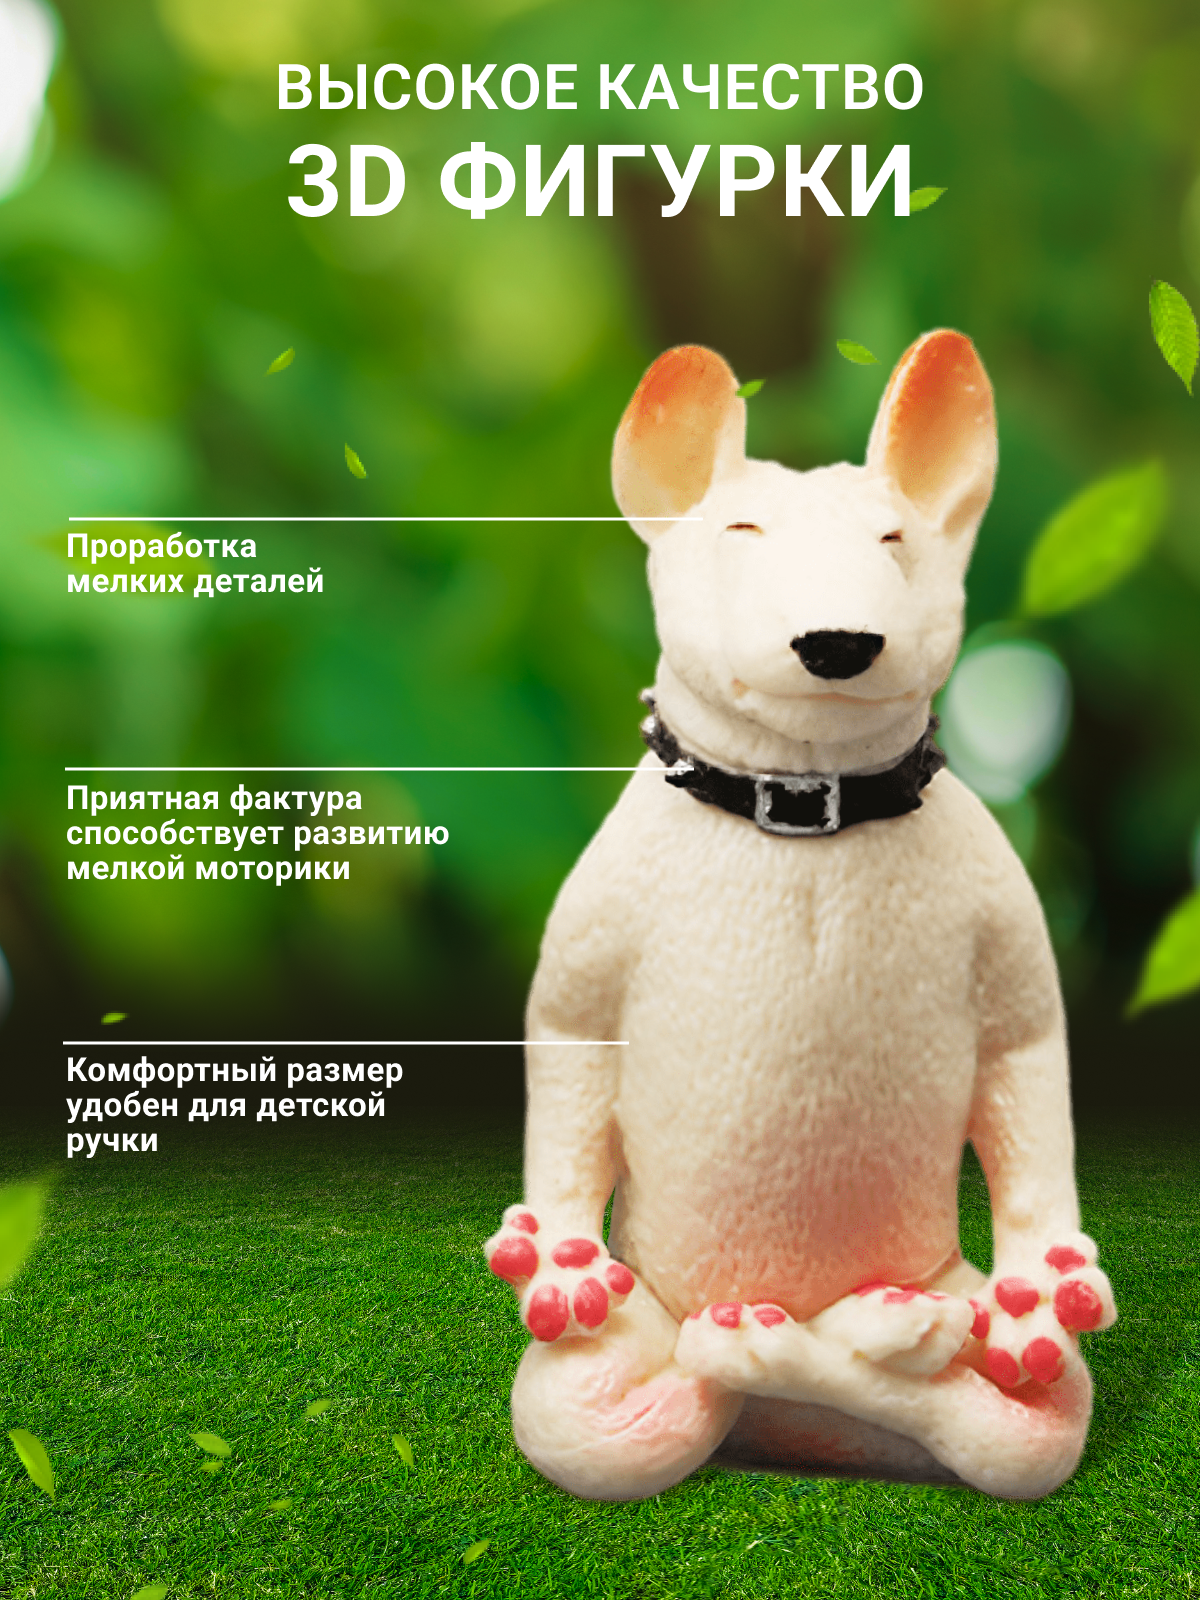 ВЫСОКОЕ КАЧЕСТВО
3D ФИГУРКИ
Проработка
мелких деталей
Приятная фактура
способствует развитию
мелкой моторики
Комфортный размер
удобен для детской
ручки